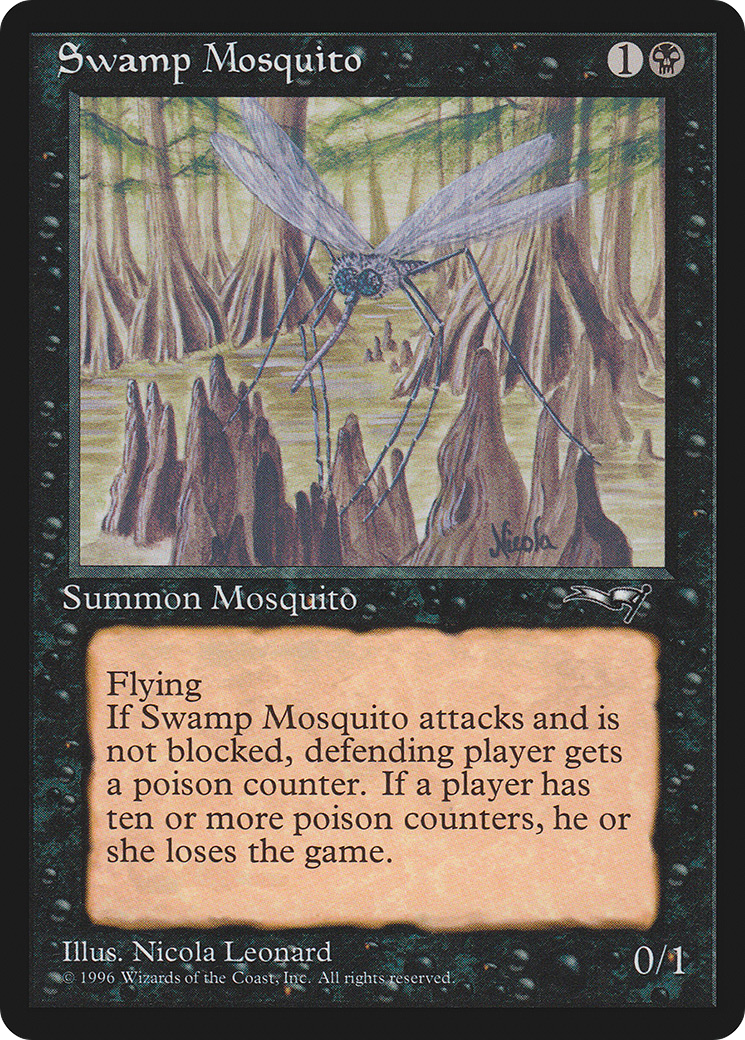 Swamp Mosquito 1
Nicola
Summon Mosquito
Flying
If Swamp Mosquito attacks and is
not blocked, defending player gets
a poison counter. If a player has
ten or more poison counters, he or
she loses the game.
Illus. Nicola Leonard
© 1996 Wizards of the Coast, Inc. All rights reserved.
0/1